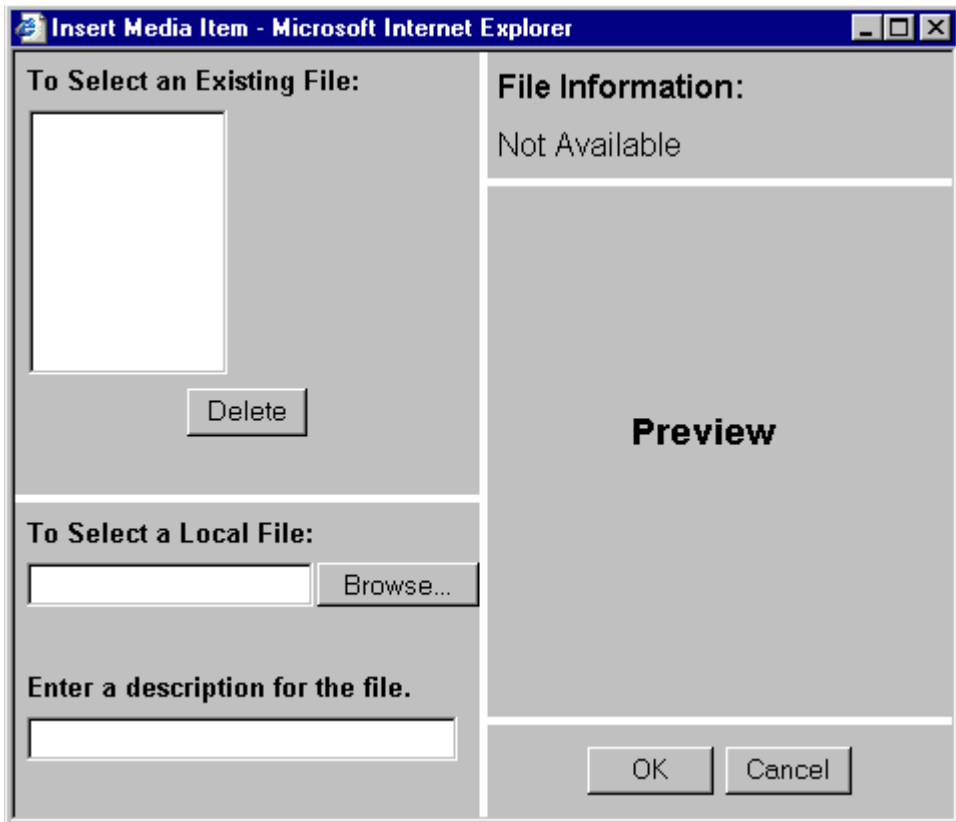 Insert Media Item - Microsoft Internet Explorer
To Select an Existing File:
Delete
To Select a Local File:
Browse...
Enter a description for the file.
File Information:
Not Available
Preview
OK
Cancel